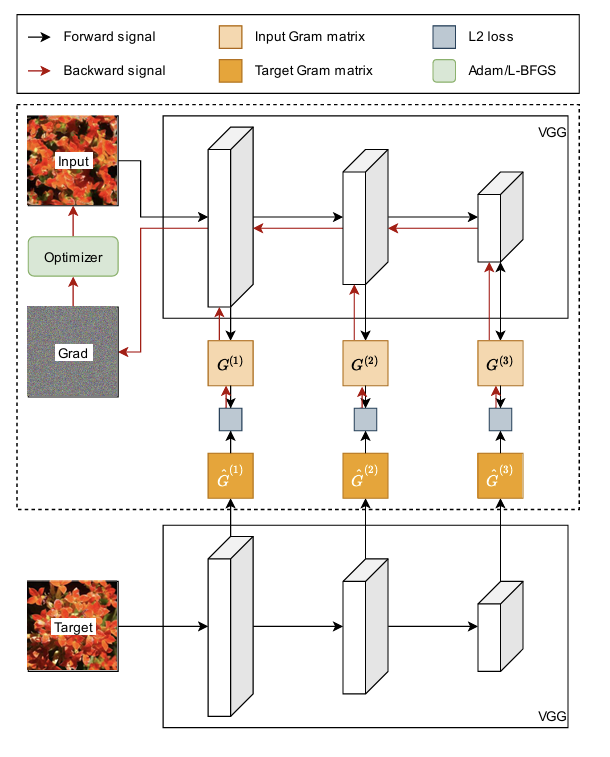 Forward signal
Input Gram matrix
L2 loss
Backward signal
Target Gram matrix
Adam/L-BFGS
VGG
Input
Optimizer
Grad
G^{(1)}
G^{(2)}
G^{(3)}
\hat{G}^{(1)}
\hat{G}^{(2)}
\hat{G}^{(3)}
Target
VGG